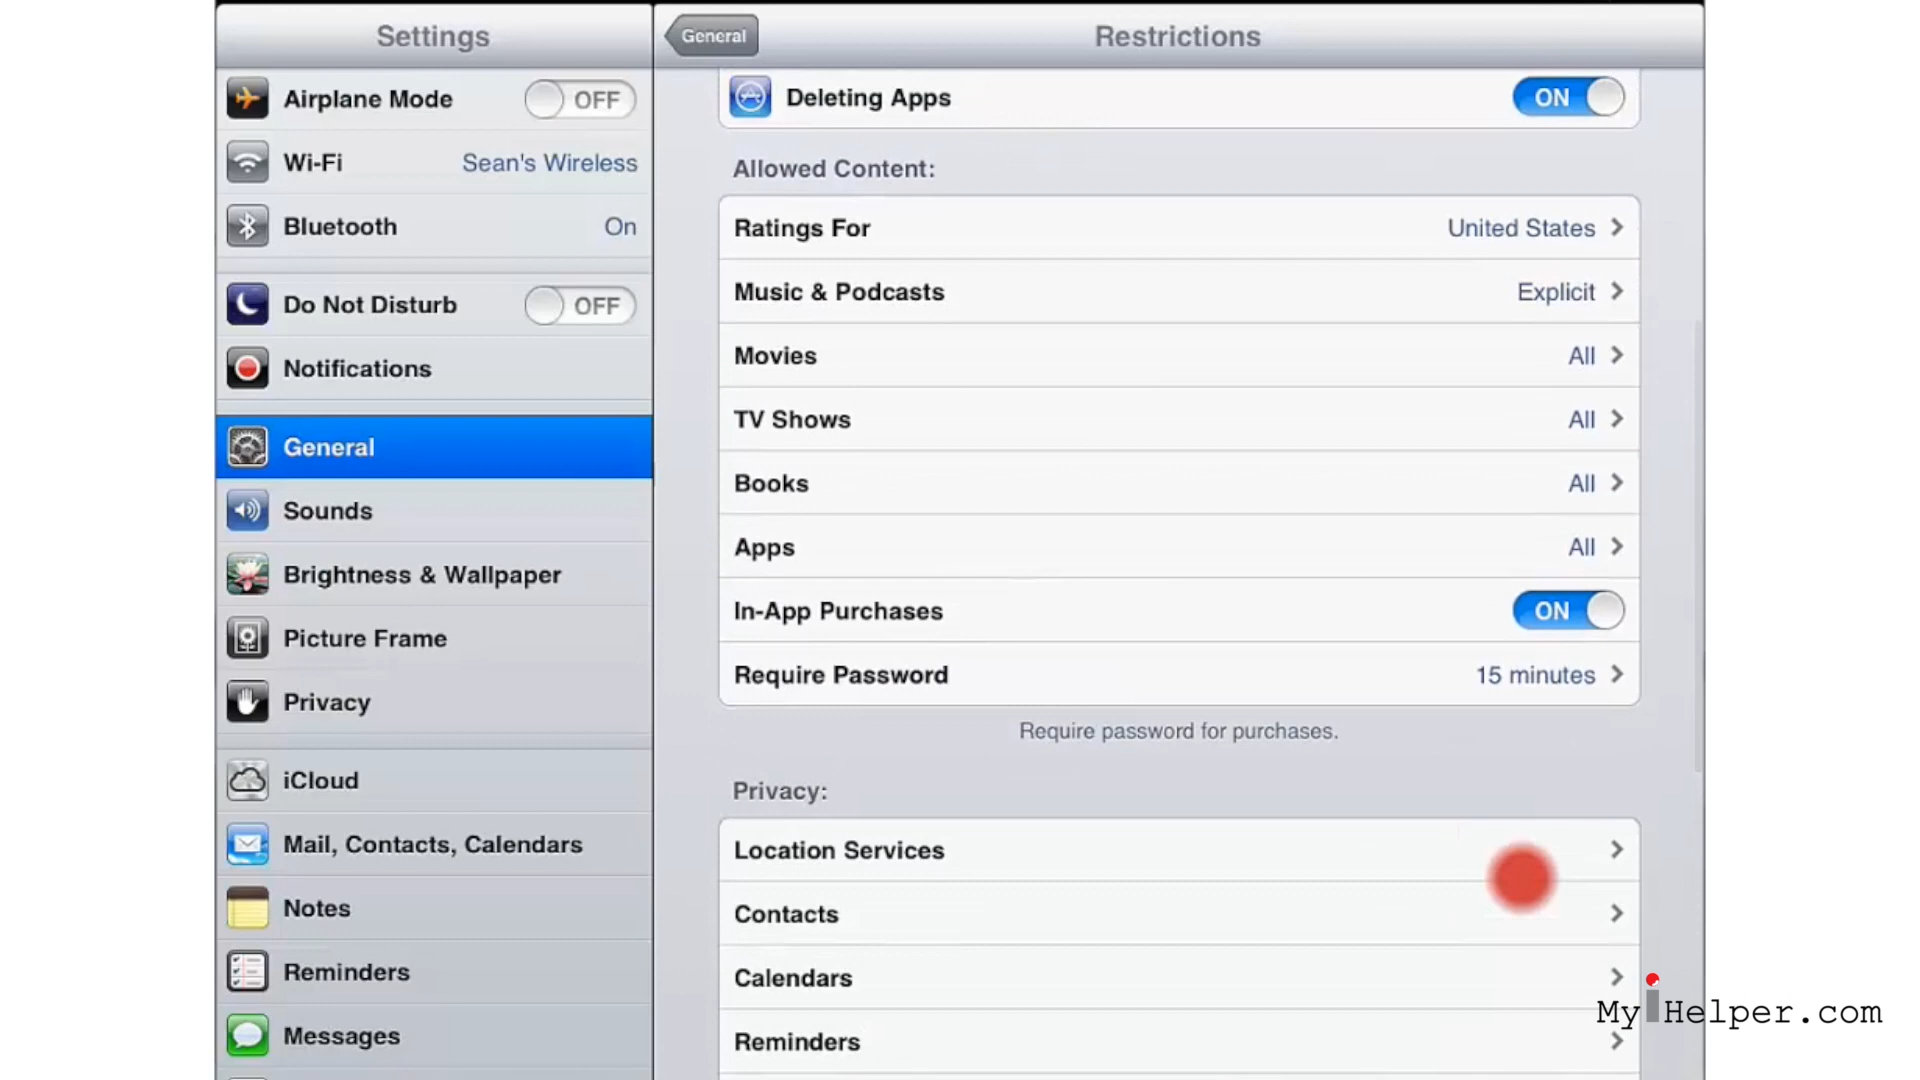 Settings
Airplane Mode OFF
Wi-Fi Sean's Wireless
Bluetooth On
Do Not Disturb OFF
Notifications
General
Sounds
Brightness & Wallpaper
Picture Frame
Privacy
iCloud
Mail, Contacts, Calendars
Notes
Reminders
Messages
General Restrictions
Deleting Apps ON
Allowed Content:
Ratings For United States
Music & Podcasts Explicit
Movies All
TV Shows All
Books All
Apps All
In-App Purchases ON
Require Password 15 minutes
Require password for purchases.
Privacy:
Location Services
Contacts
Calendars
Reminders
MyiHelper.com